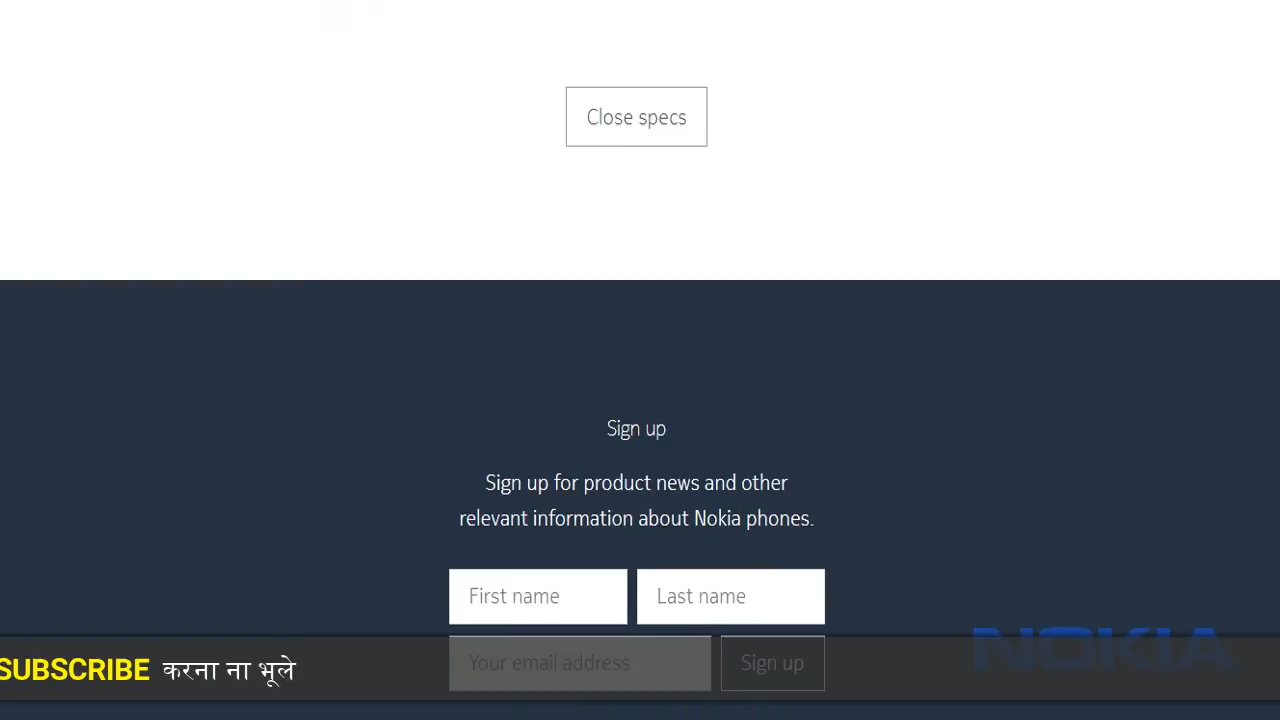 Close specs
Sign up
Sign up for product news and other
relevant information about Nokia phones.
First name
Last name
NOKIA
Your email address
Sign up
SUBSCRIBE करना ना भूले